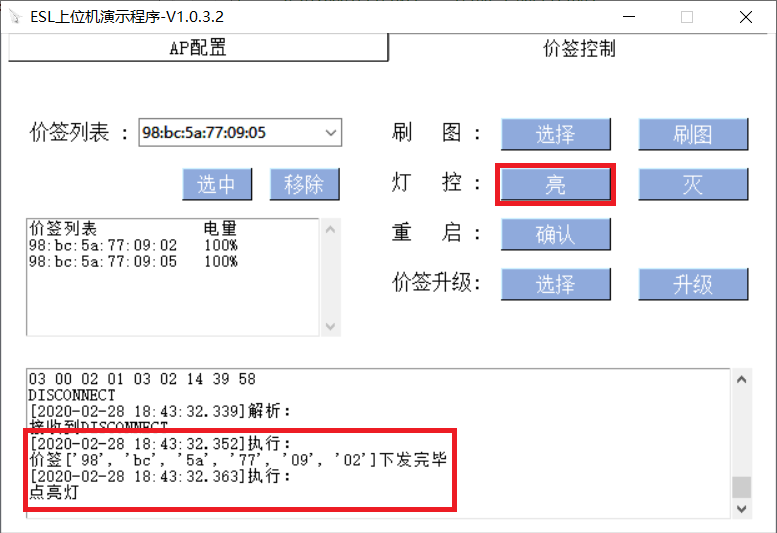 ESL上位机演示程序-V1.0.3.2
AP配置
价签控制
价签列表 : 98:bc:5a:77:09:05
选中 移除
价签列表 电量
98:bc:5a:77:09:02 100%
98:bc:5a:77:09:05 100%
刷 图 : 选择 刷图
灯 控 : 亮 灭
重 启 : 确认
价签升级: 选择 升级
03 00 02 01 03 02 14 39 58
DISCONNECT
[2020-02-28 18:43:32.339]解析:
接收到DISCONNECT
[2020-02-28 18:43:32.352]执行:
价签['98', 'bc', '5a', '77', '09', '02']下发完毕
[2020-02-28 18:43:32.363]执行:
点亮灯